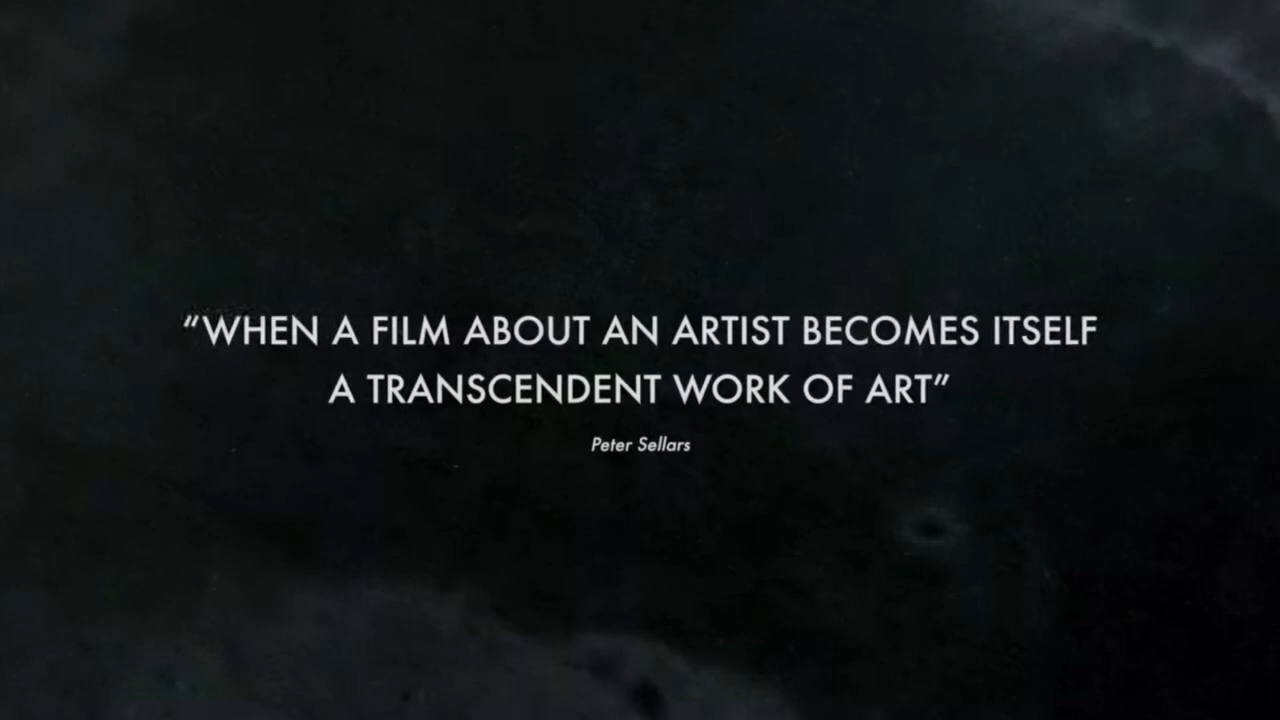 “WHEN A FILM ABOUT AN ARTIST BECOMES ITSELF
A TRANSCENDENT WORK OF ART”
Peter Sellars